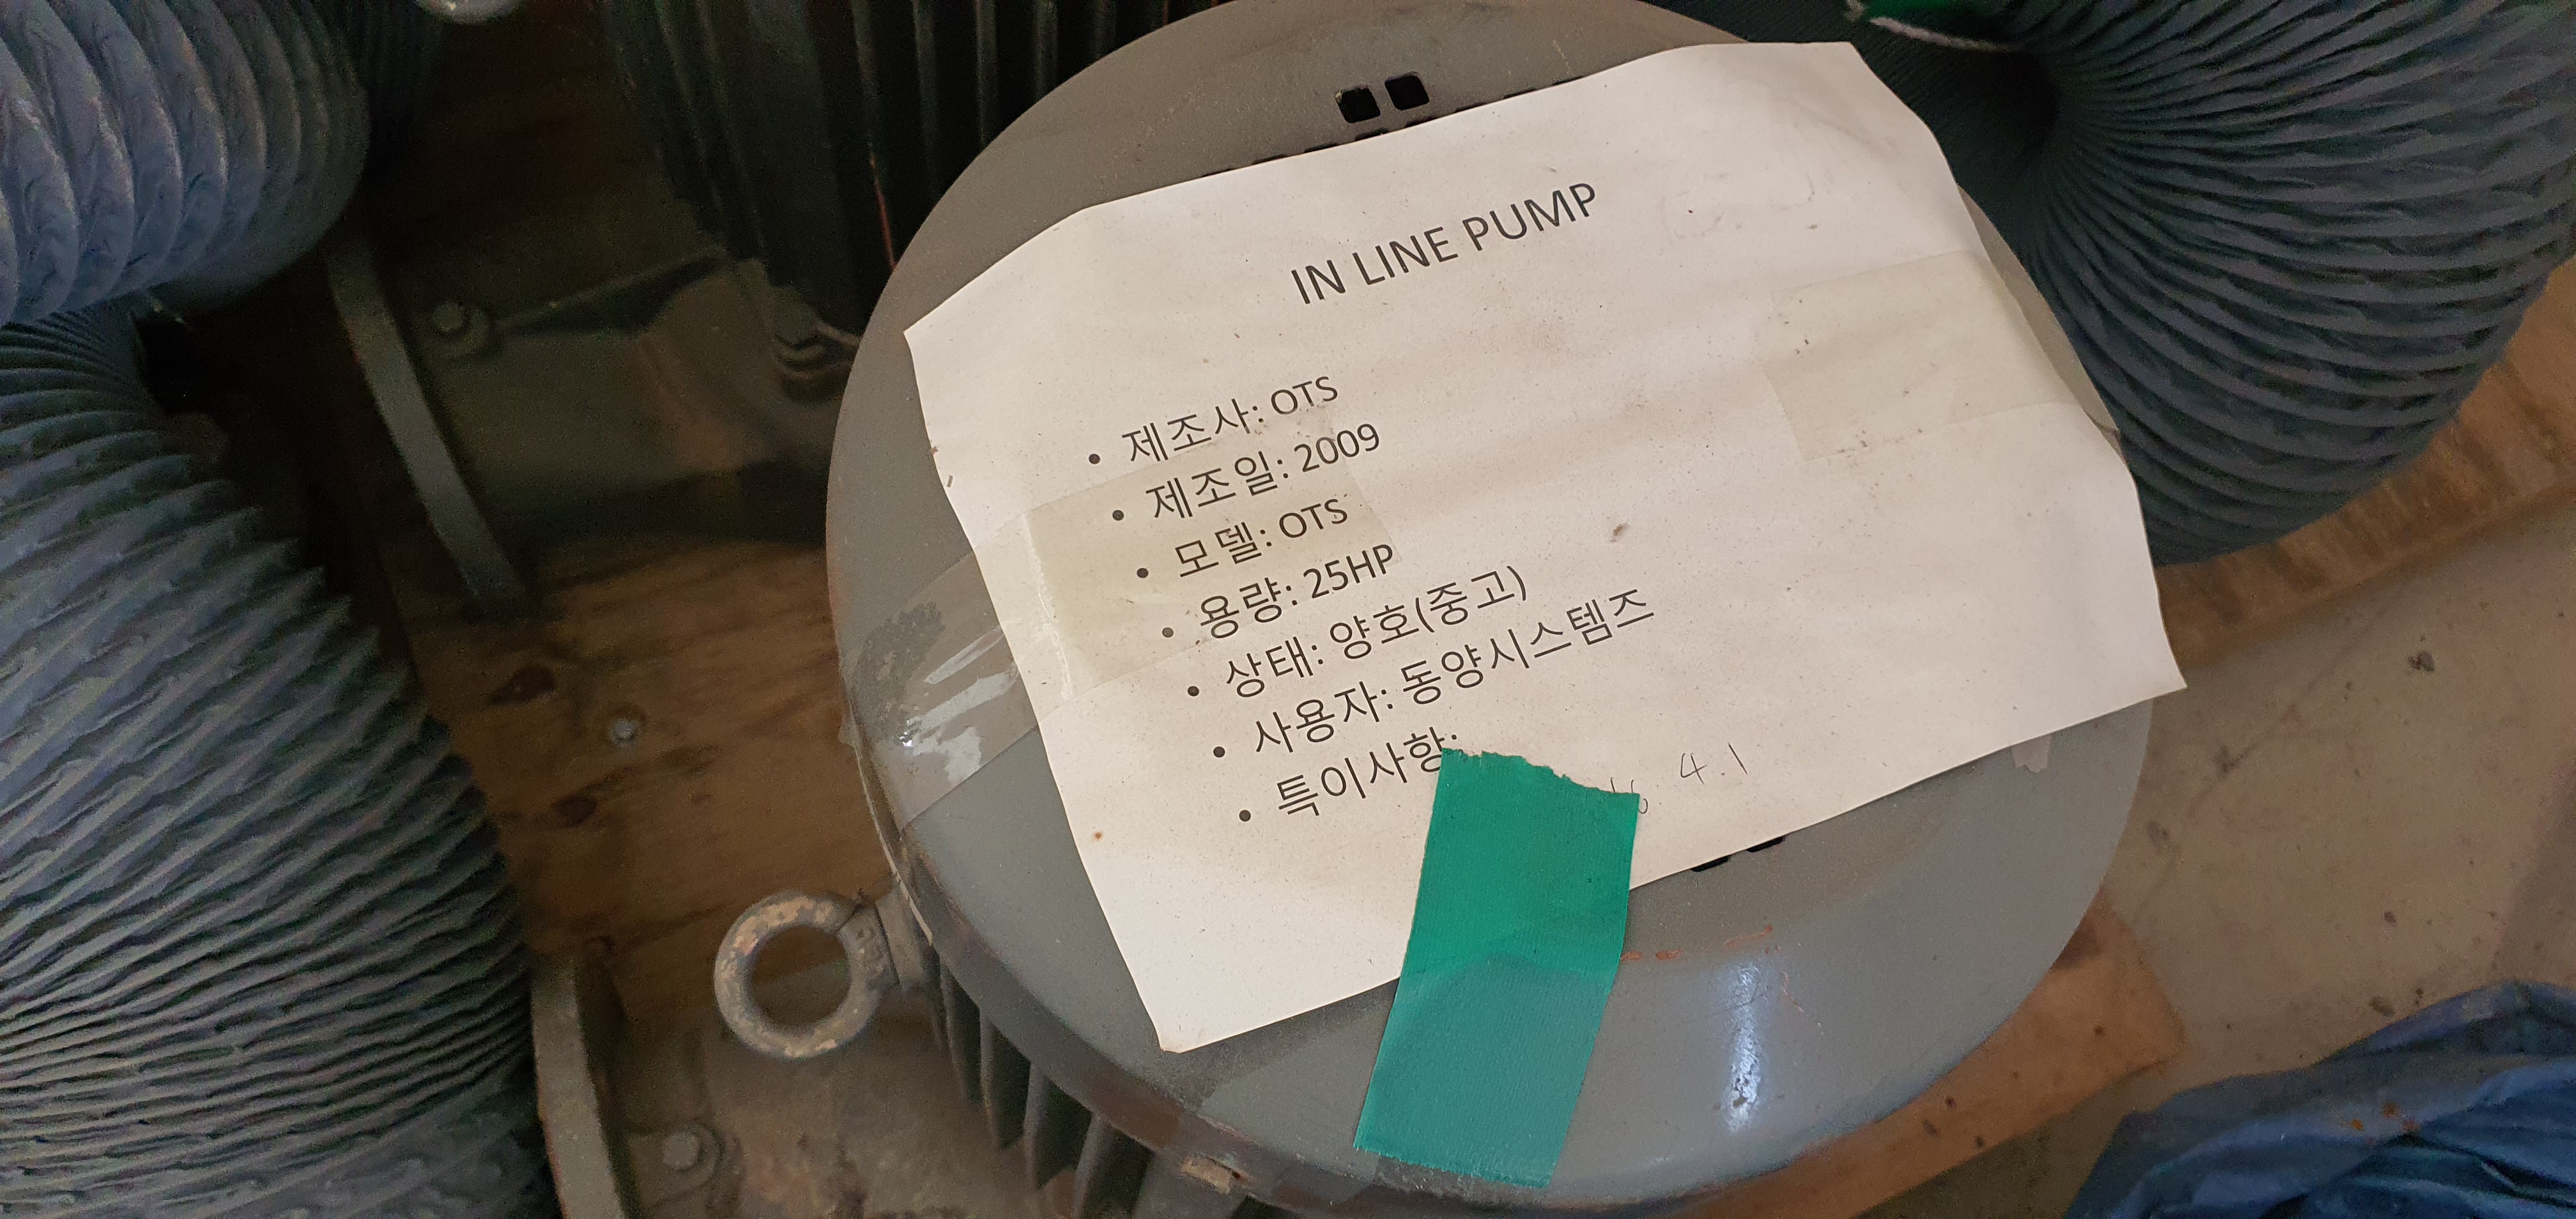 IN LINE PUMP
• 제조사: OTS
• 제조일: 2009
• 모델: OTS
• 용량: 25HP
• 상태: 양호(중고)
• 사용자: 동양시스템즈
• 특이사항:
4.1